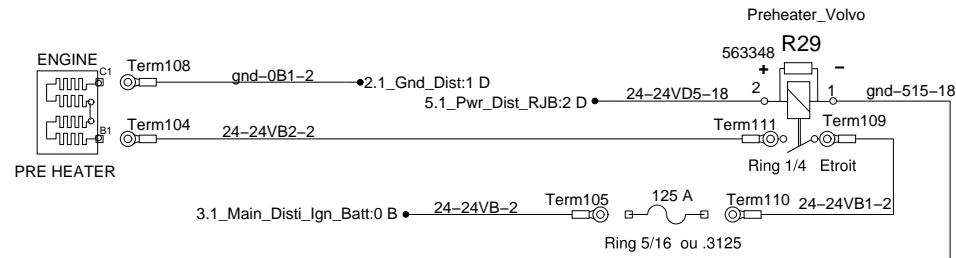 Preheater_Volvo
563348 R29
+ −
ENGINE
C1 Term108
gnd−0B1−2
2.1_Gnd_Dist:1 D
5.1_Pwr_Dist_RJB:2 D
24−24VD5−18
2 1
gnd−515−18
B1 Term104
24−24VB2−2
Term111 Term109
PRE HEATER
Ring 1/4 Etroit
3.1_Main_Disti_Ign_Batt:0 B
24−24VB−2
Term105
125 A
Term110
24−24VB1−2
Ring 5/16 ou .3125